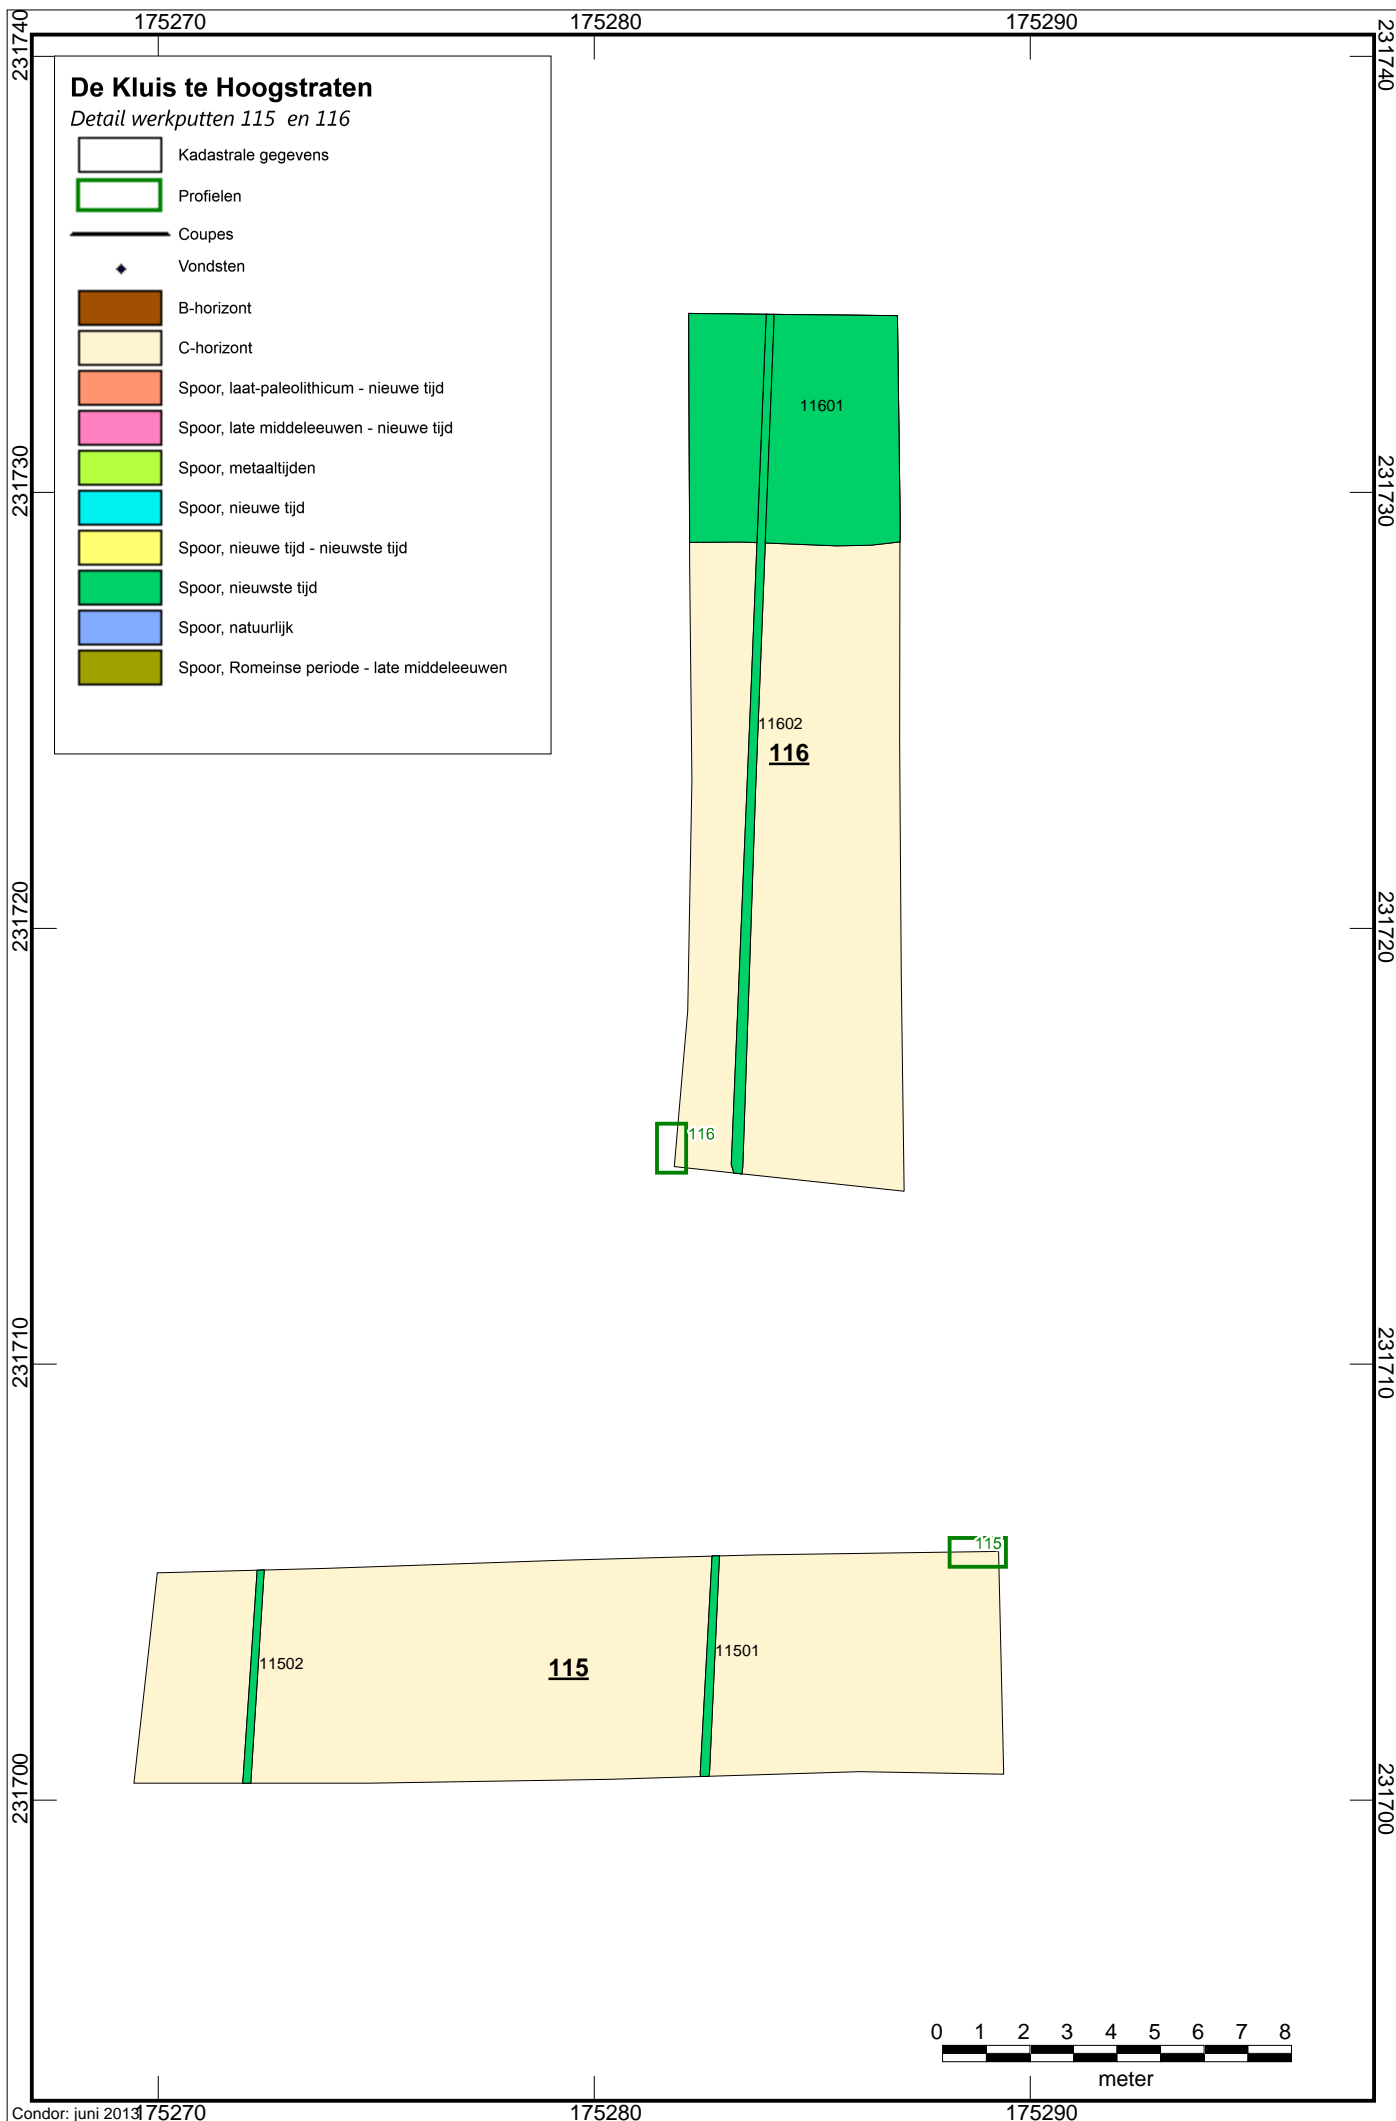 175270 175280 175290
231740 231740
De Kluis te Hoogstraten
Detail werkputten 115 en 116
Kadastrale gegevens
Profielen
Coupes
Vondsten
B-horizont
C-horizont
Spoor, laat-paleolithicum - nieuwe tijd
Spoor, late middeleeuwen - nieuwe tijd
Spoor, metaaltijden
Spoor, nieuwe tijd
Spoor, nieuwe tijd - nieuwste tijd
Spoor, nieuwste tijd
Spoor, natuurlijk
Spoor, Romeinse periode - late middeleeuwen
11601
231730 231730
11602
116
231720 231720
116
231710 231710
115
11501
11502
115
231700 231700
0 1 2 3 4 5 6 7 8
meter
Condor: juni 2013
175270 175280 175290